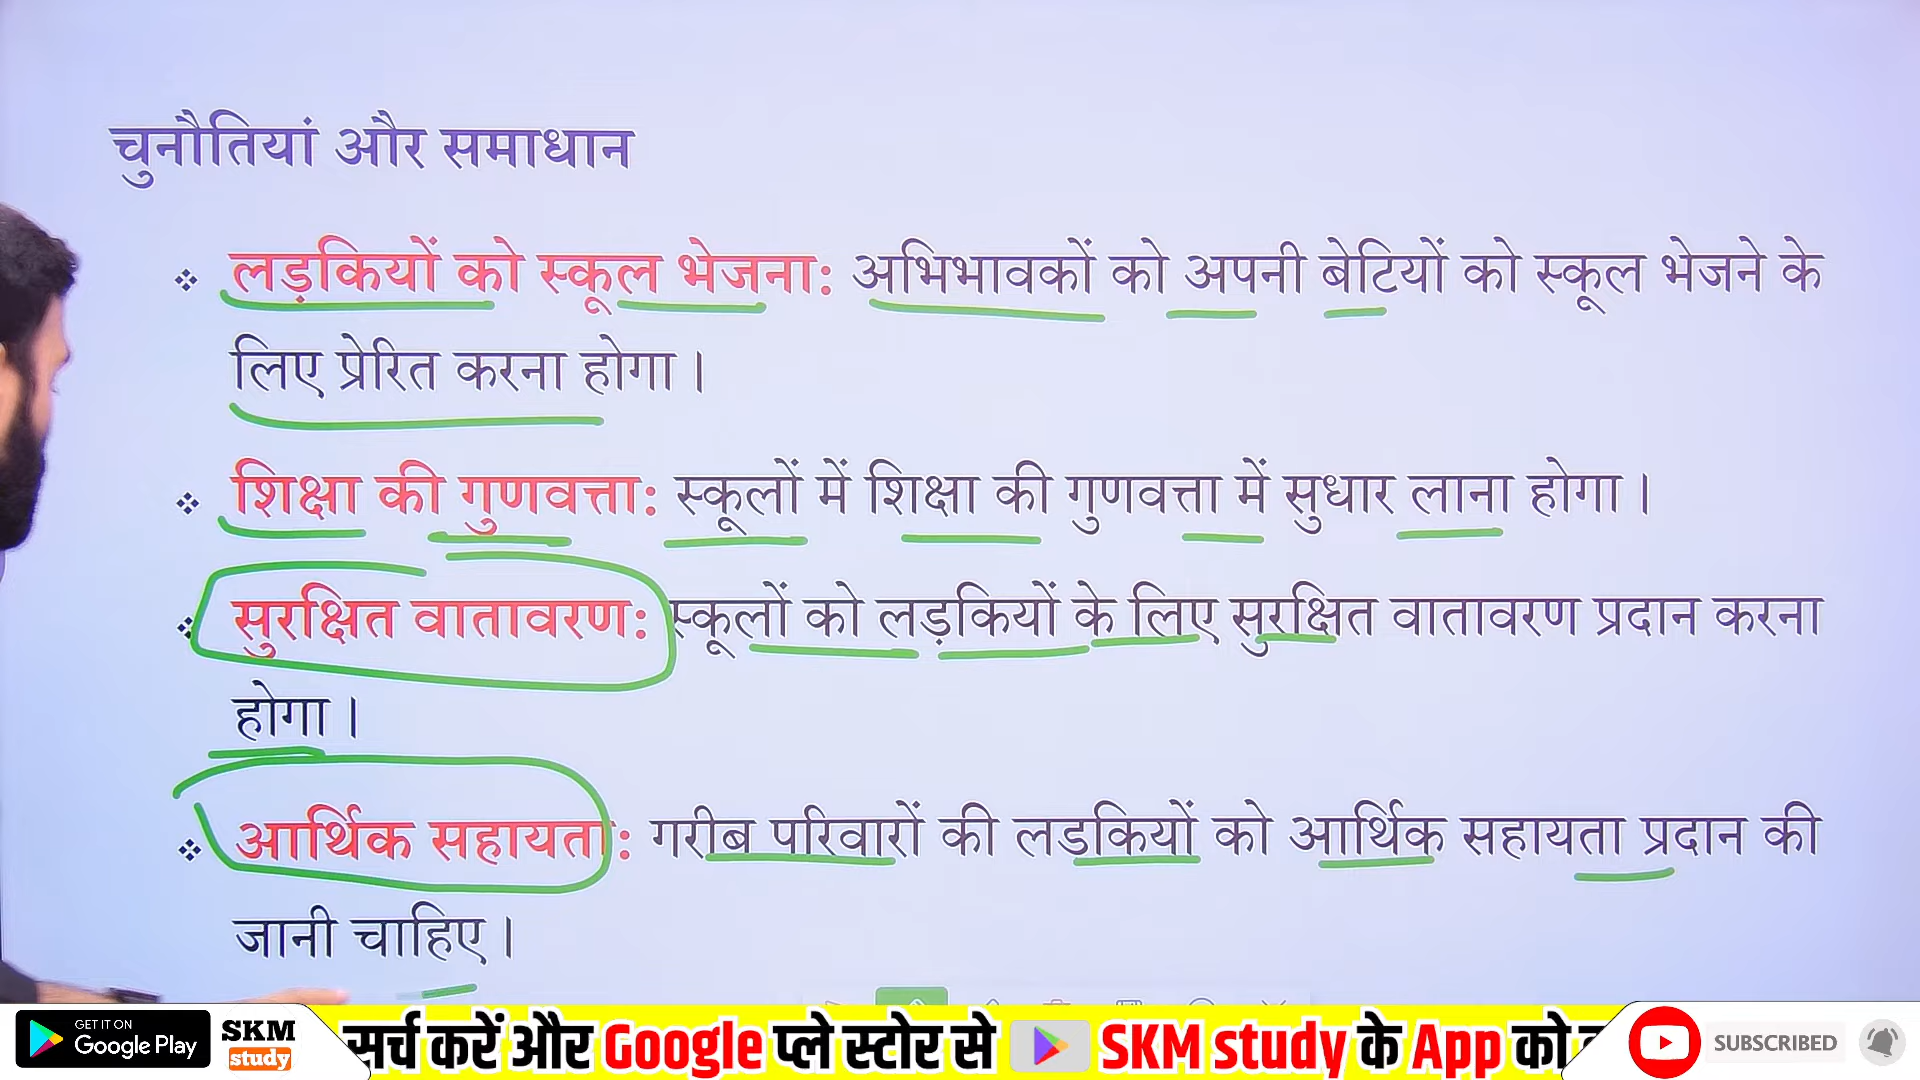 चुनौतियां और समाधान
❖ लड़कियों को स्कूल भेजना: अभिभावकों को अपनी बेटियों को स्कूल भेजने के
लिए प्रेरित करना होगा।
❖ शिक्षा की गुणवत्ता: स्कूलों में शिक्षा की गुणवत्ता में सुधार लाना होगा।
❖ सुरक्षित वातावरण: स्कूलों को लड़कियों के लिए सुरक्षित वातावरण प्रदान करना
होगा।
❖ आर्थिक सहायता: गरीब परिवारों की लडकियों को आर्थिक सहायता प्रदान की
जानी चाहिए।
GET IT ON
Google Play
SKM
study
सर्च करें और Google प्ले स्टोर से SKM study के App को
SUBSCRIBED